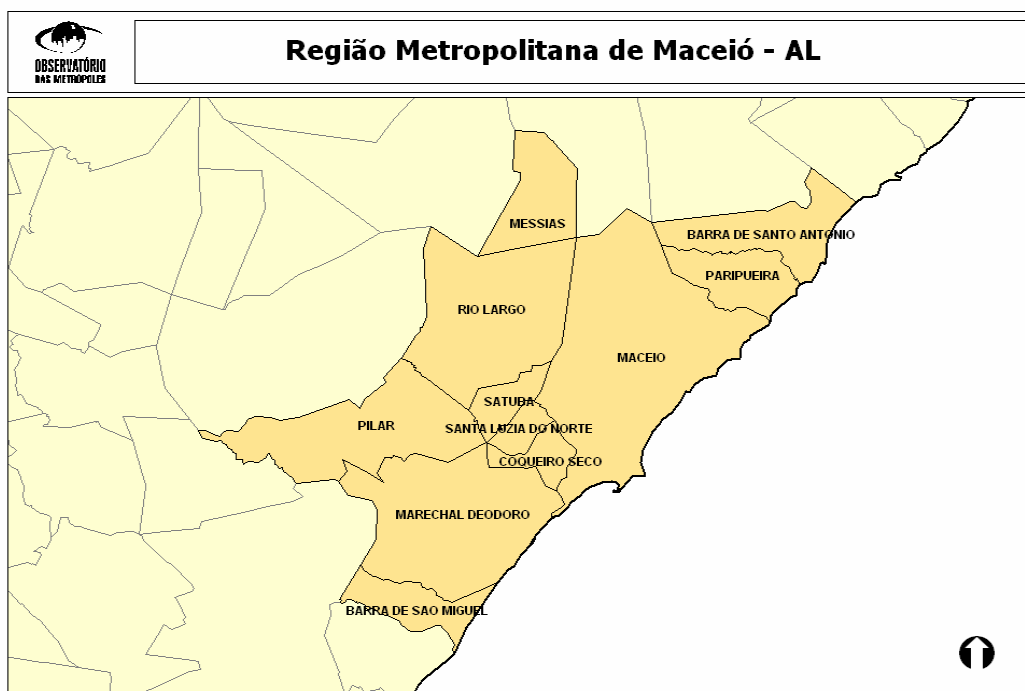 OBSERVATÓRIO
DAS METRÓPOLES
Região Metropolitana de Maceió - AL
MESSIAS
BARRA DE SANTO ANTONIO
PARIPUEIRA
RIO LARGO
MACEIO
SATUBA
PILAR
SANTA LUZIA DO NORTE
COQUEIRO SECO
MARECHAL DEODORO
BARRA DE SAO MIGUEL